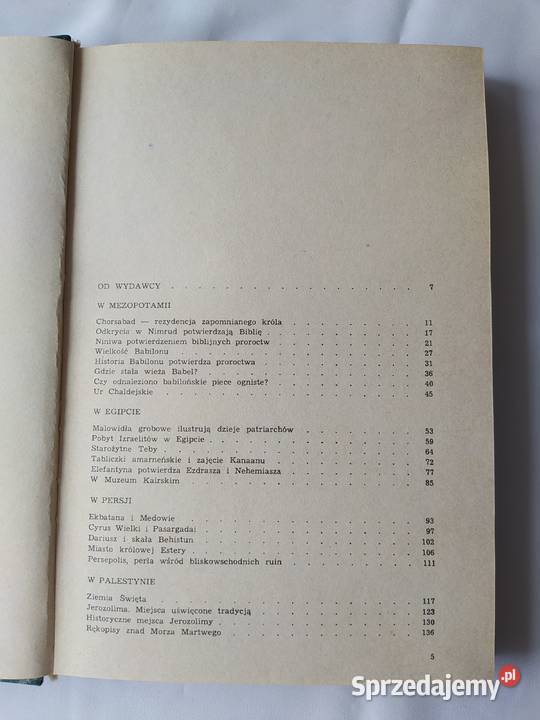 OD WYDAWCY . . . . . . . . . . . . . . . 7
W MEZOPOTAMII
Chorsabad — rezydencja zapomnianego króla . . . . . . . . 11
Odkrycia w Nimrud potwierdzają Biblię . . . . . . . . 17
Niniwa potwierdzeniem biblijnych proroctw . . . . . . . . 21
Wielkość Babilonu . . . . . . . . . . . . 27
Historia Babilonu potwierdza proroctwa . . . . . . . . 31
Gdzie stała wieża Babel? . . . . . . . . . . . 36
Czy odnaleziono babilońskie piece ogniste? . . . . . . . 40
Ur Chaldejskie . . . . . . . . . . . . . 45
W EGIPCIE
Malowidła grobowe ilustrują dzieje patriarchów . . . . . . 53
Pobyt Izraelitów w Egipcie . . . . . . . . . . 59
Starożytne Teby . . . . . . . . . . . . 64
Tabliczki amarneńskie i zajęcie Kanaanu . . . . . . . 72
Elefantyna potwierdza Ezdrasza i Nehemiasza . . . . . . 77
W Muzeum Kairskim . . . . . . . . . . . 85
W PERSJI
Ekbatana i Medowie . . . . . . . . . . . 93
Cyrus Wielki i Pasargadai . . . . . . . . . . 97
Dariusz i skała Behistun . . . . . . . . . . 102
Miasto królowej Estery . . . . . . . . . . 106
Persepolis, perła wśród bliskowschodnich ruin . . . . . . 111
W PALESTYNIE
Ziemia Święta . . . . . . . . . . . . 117
Jerozolima. Miejsca uświęcone tradycją . . . . . . . 123
Historyczne miejsca Jerozolimy . . . . . . . . . 130
Rękopisy znad Morza Martwego . . . . . . . . . 136
5
Sprzedajemy.pl